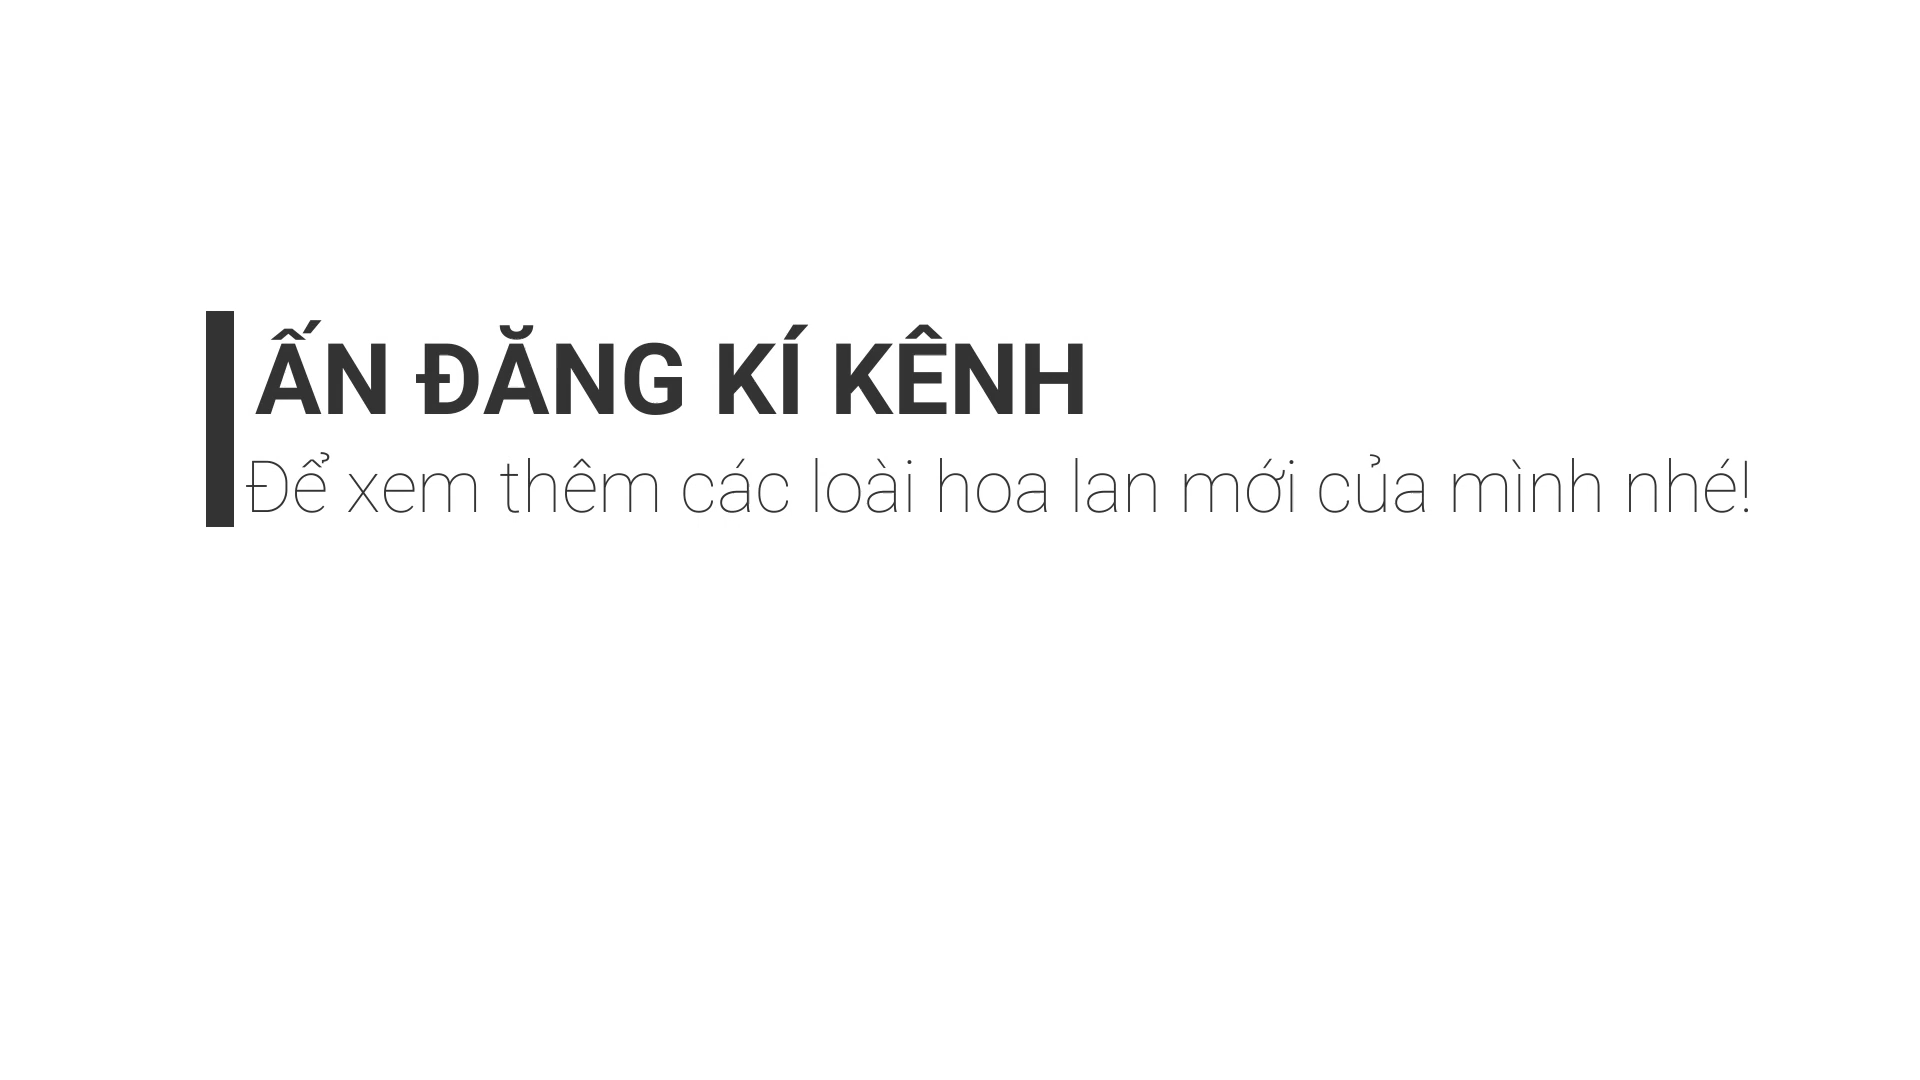 ẤN ĐĂNG KÍ KÊNH
Để xem thêm các loài hoa lan mới của mình nhé!